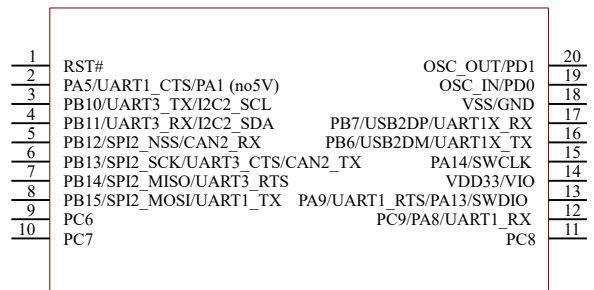 1 RST# OSC_OUT/PD1 20
2 PA5/UART1_CTS/PA1 (no5V) OSC_IN/PD0 19
3 PB10/UART3_TX/I2C2_SCL VSS/GND 18
4 PB11/UART3_RX/I2C2_SDA PB7/USB2DP/UART1X_RX 17
5 PB12/SPI2_NSS/CAN2_RX PB6/USB2DM/UART1X_TX 16
6 PB13/SPI2_SCK/UART3_CTS/CAN2_TX PA14/SWCLK 15
7 PB14/SPI2_MISO/UART3_RTS VDD33/VIO 14
8 PB15/SPI2_MOSI/UART1_TX PA9/UART1_RTS/PA13/SWDIO 13
9 PC6 PC9/PA8/UART1_RX 12
10 PC7 PC8 11